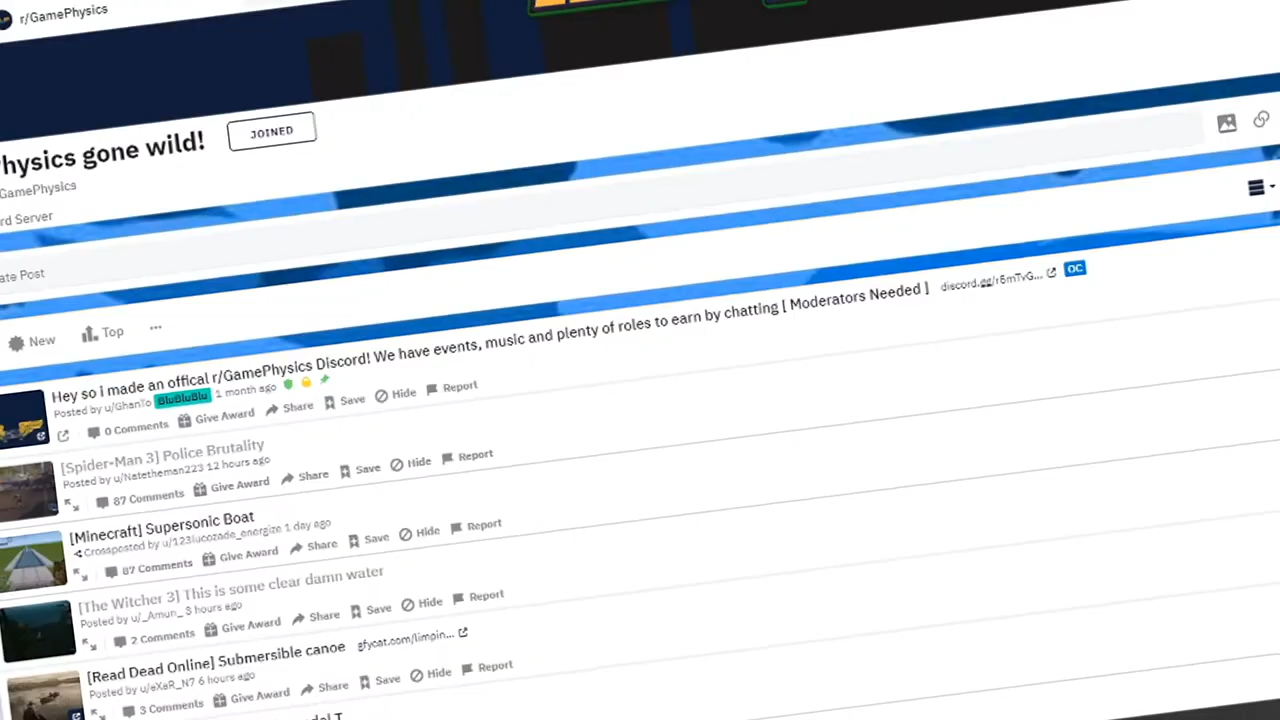 r/GamePhysics
Physics gone wild!
JOINED
GamePhysics
rd Server
ate Post
New
Top
Hey so i made an offical r/GamePhysics Discord! We have events, music and plenty of roles to earn by chatting [ Moderators Needed ] discord.gg/r6mTvG... OC
Posted by u/GhanTo BluBluBlu 1 month ago
0 Comments Give Award Share Save Hide Report
[Spider-Man 3] Police Brutality
Posted by u/Natetheman223 12 hours ago
87 Comments Give Award Share Save Hide Report
[Minecraft] Supersonic Boat
Crossposted by u/123lucozade_energize 1 day ago
87 Comments Give Award Share Save Hide Report
[The Witcher 3] This is some clear damn water
Posted by u/_Amun_ 3 hours ago
2 Comments Give Award Share Save Hide Report
[Read Dead Online] Submersible canoe gfycat.com/limpin...
Posted by u/eXaR_N7 6 hours ago
3 Comments Give Award Share Save Hide Report